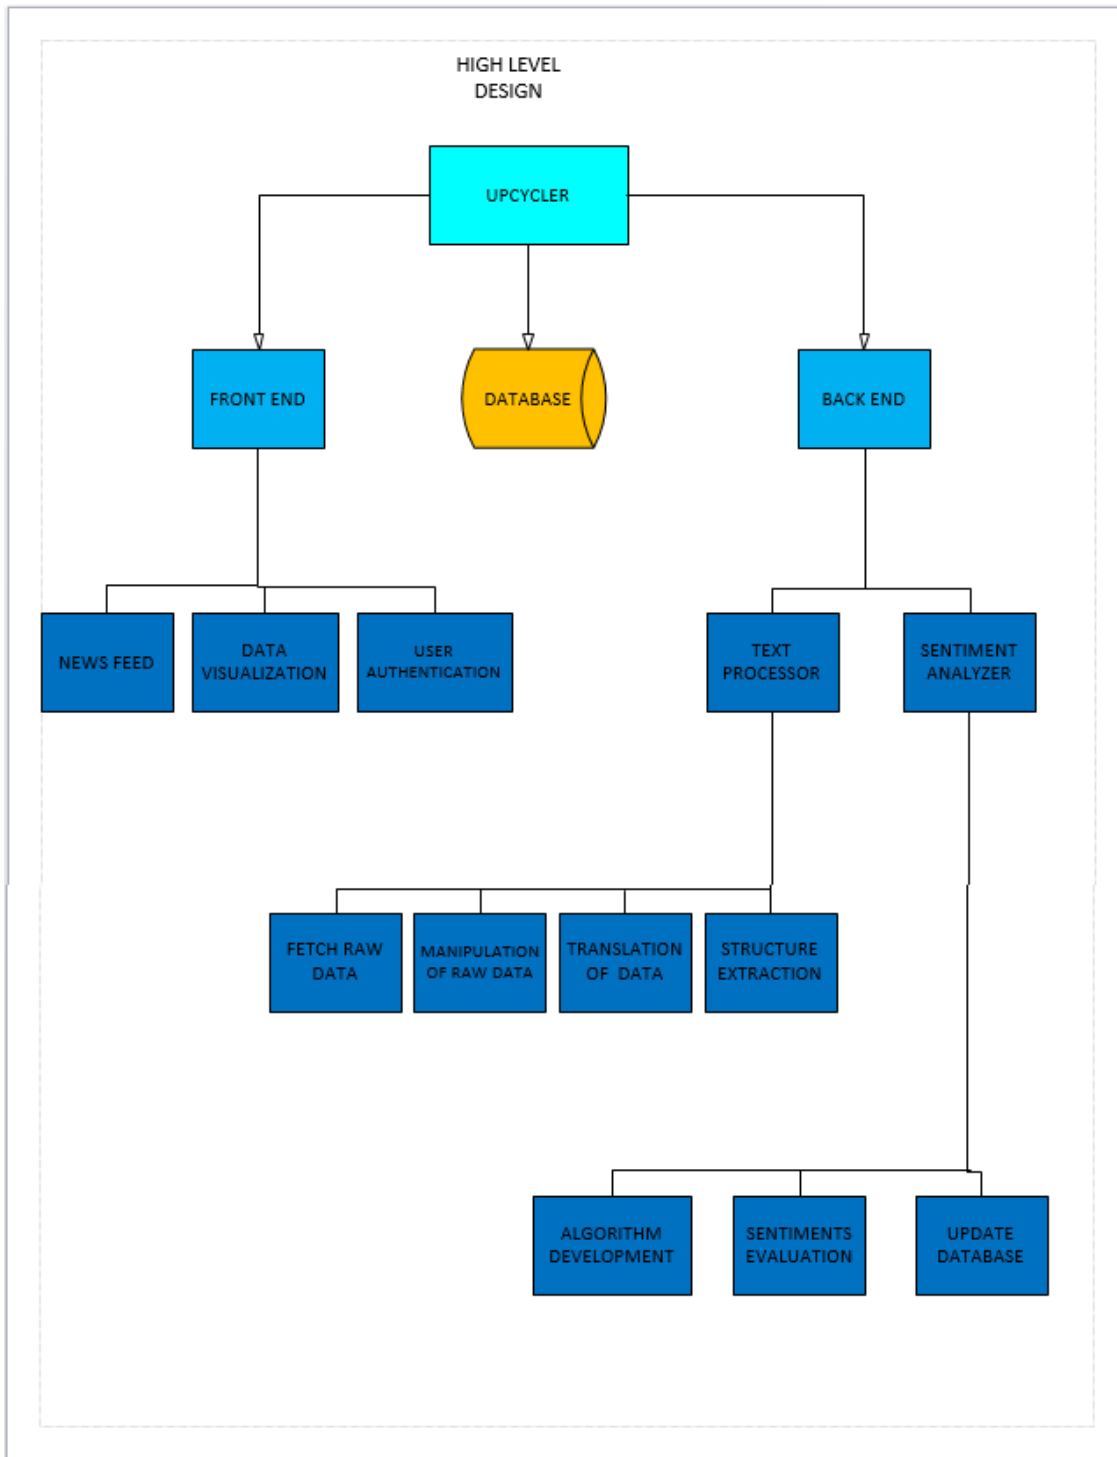 HIGH LEVEL
DESIGN
UPCYCLER
FRONT END
DATABASE
BACK END
NEWS FEED
DATA
VISUALIZATION
USER
AUTHENTICATION
TEXT
PROCESSOR
SENTIMENT
ANALYZER
FETCH RAW
DATA
MANIPULATION
OF RAW DATA
TRANSLATION
OF DATA
STRUCTURE
EXTRACTION
ALGORITHM
DEVELOPMENT
SENTIMENTS
EVALUATION
UPDATE
DATABASE